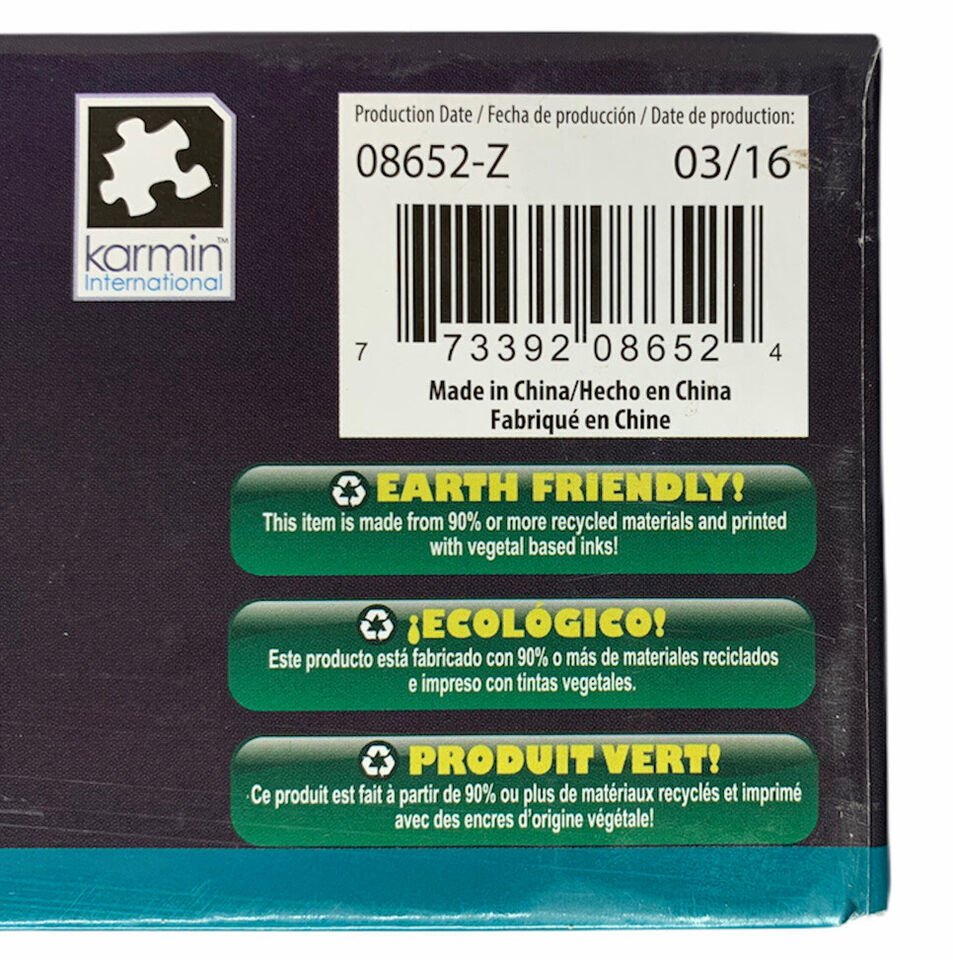 karmin™
International
Production Date / Fecha de producción / Date de production:
08652-Z 03/16
7 73392 08652 4
Made in China/Hecho en China
Fabriqué en Chine
EARTH FRIENDLY!
This item is made from 90% or more recycled materials and printed
with vegetal based inks!
¡ECOLÓGICO!
Este producto está fabricado con 90% o más de materiales reciclados
e impreso con tintas vegetales.
PRODUIT VERT!
Ce produit est fait à partir de 90% ou plus de matériaux recyclés et imprimé
avec des encres d'origine végétale!